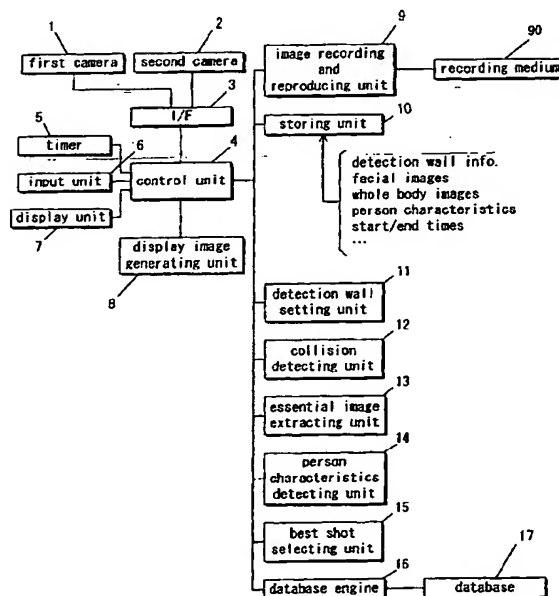 1
first camera
2
second camera
3
I/F
4
control unit
5
timer
6
input unit
display unit
7
display image
generating unit
8
9
image recording
and
reproducing unit
90
recording medium
10
storing unit
detection wall info.
facial images
whole body images
person characteristics
start/end times
...
11
detection wall
setting unit
12
collision
detecting unit
13
essential image
extracting unit
14
person
characteristics
detecting unit
15
best shot
selecting unit
16
database engine
17
database